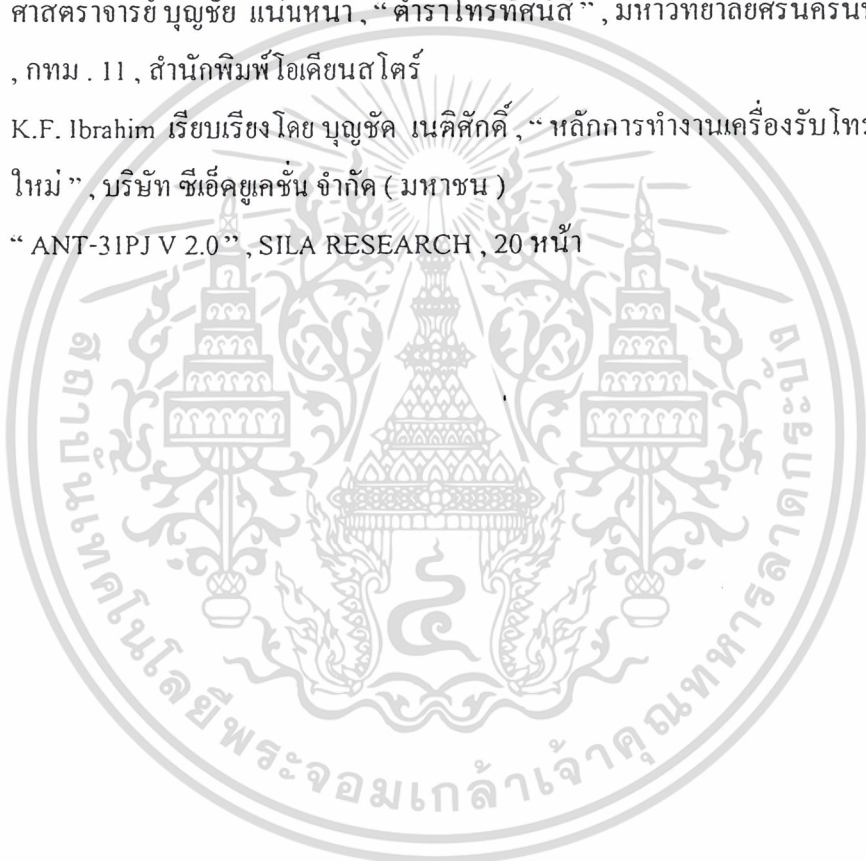 ศาสตราจารย์ บุญชัย แน่นหนา , “ ตำราโทรทัศน์สี ” , มหาวิทยาลัยศรีนครินท
, กทม . 11 , สำนักพิมพ์โอเดียนสโตร์
K.F. Ibrahim เรียบเรียงโดย บุญชัด เนติศักดิ์ , “ หลักการทำงานเครื่องรับโทร
ใหม่ ” , บริษัท ซีเอ็ดยูเคชั่น จำกัด ( มหาชน )
“ ANT-31PJ V 2.0 ” , SILA RESEARCH , 20 หน้า
สถาบันเทคโนโลยีพระจอมเกล้าเจ้าคุณทหารลาดกระบัง